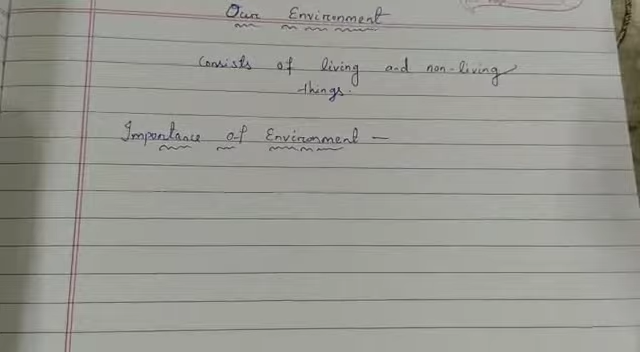 Our Environment
Consists of living and non-living
things.
Importance of Environment —